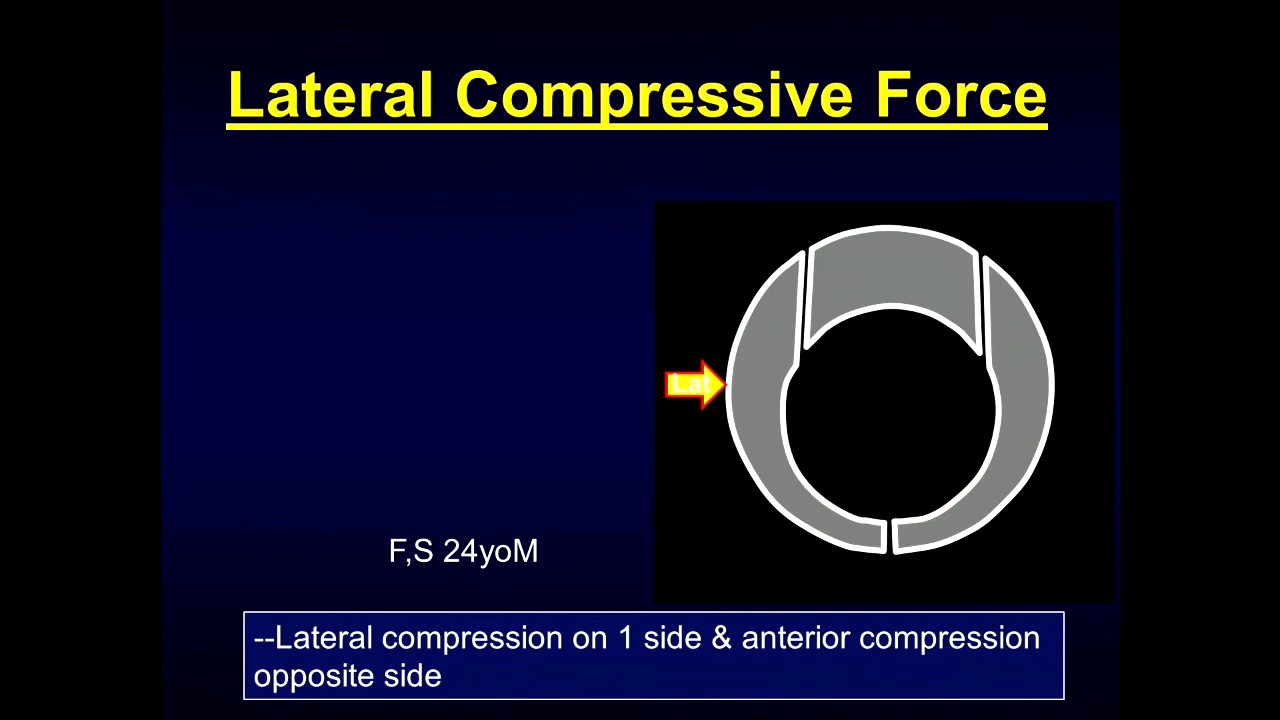 Lateral Compressive Force
Lat
F,S 24yoM
--Lateral compression on 1 side & anterior compression
opposite side